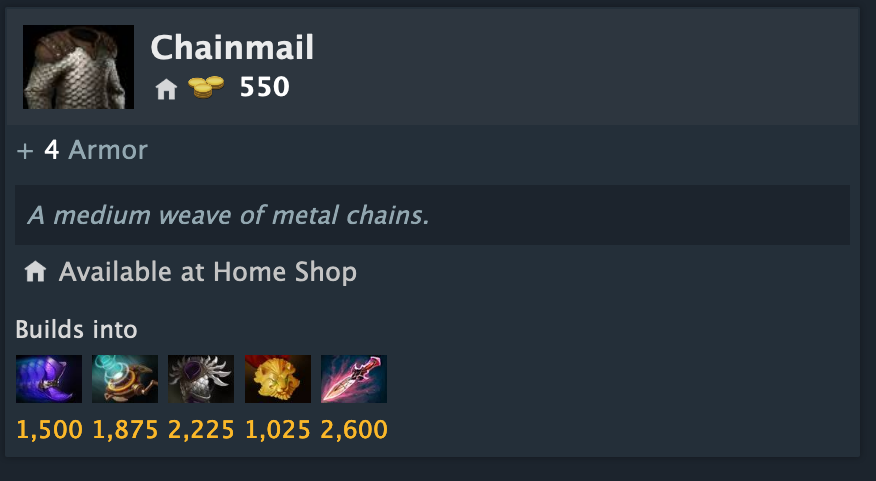 Chainmail
550
+ 4 Armor
A medium weave of metal chains.
Available at Home Shop
Builds into
1,500 1,875 2,225 1,025 2,600